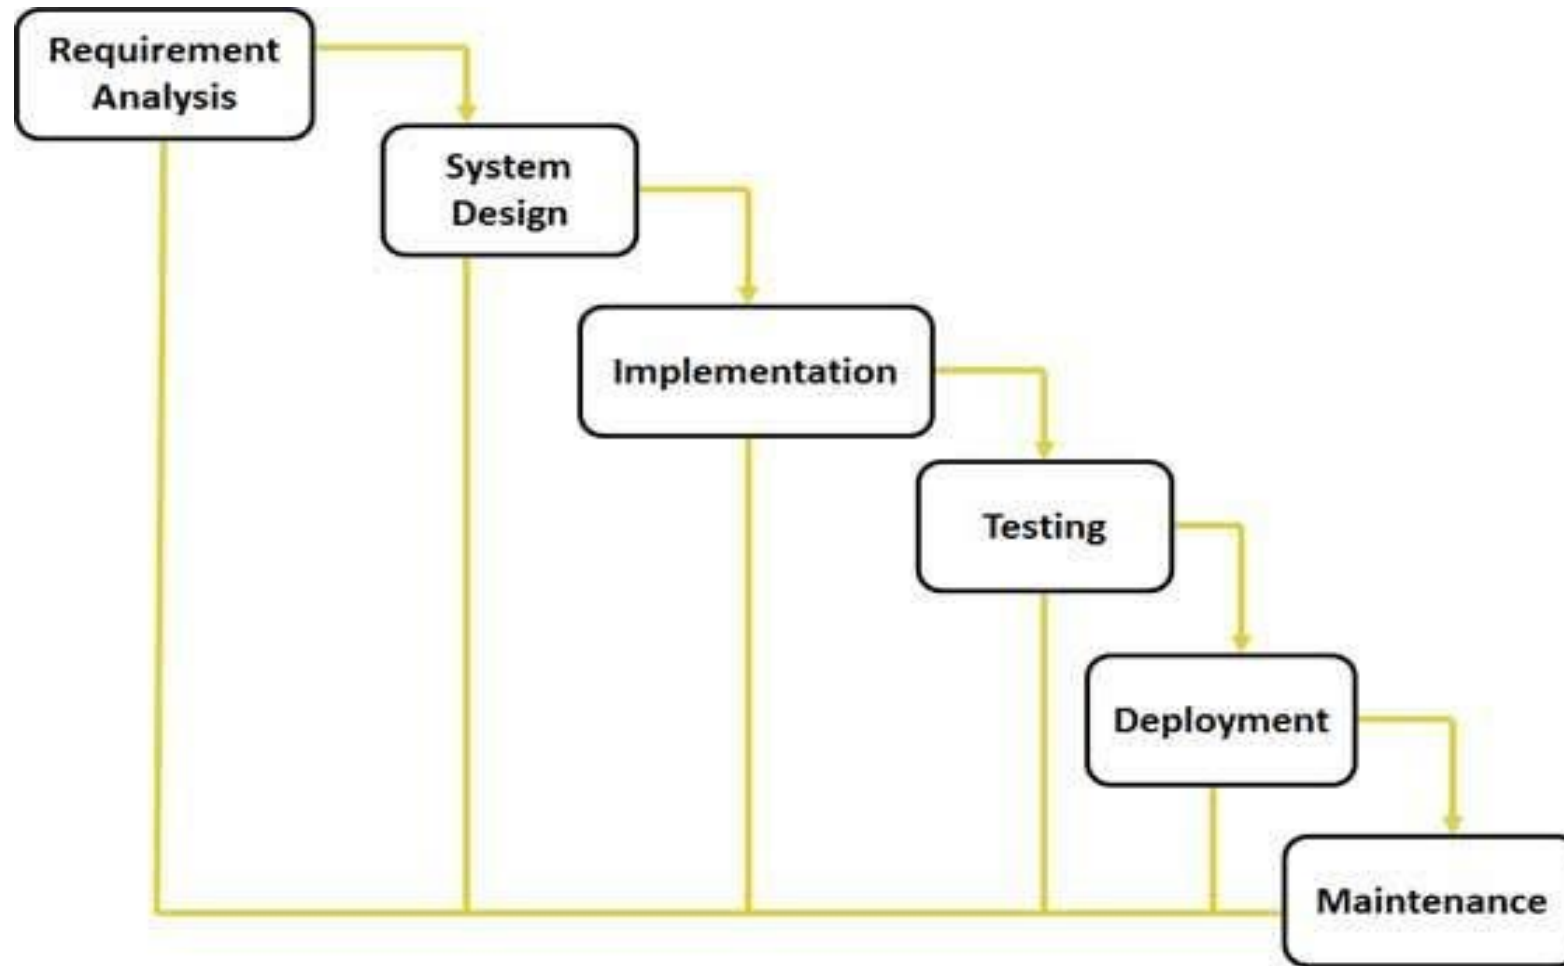 Requirement
Analysis
System
Design
Implementation
Testing
Deployment
Maintenance